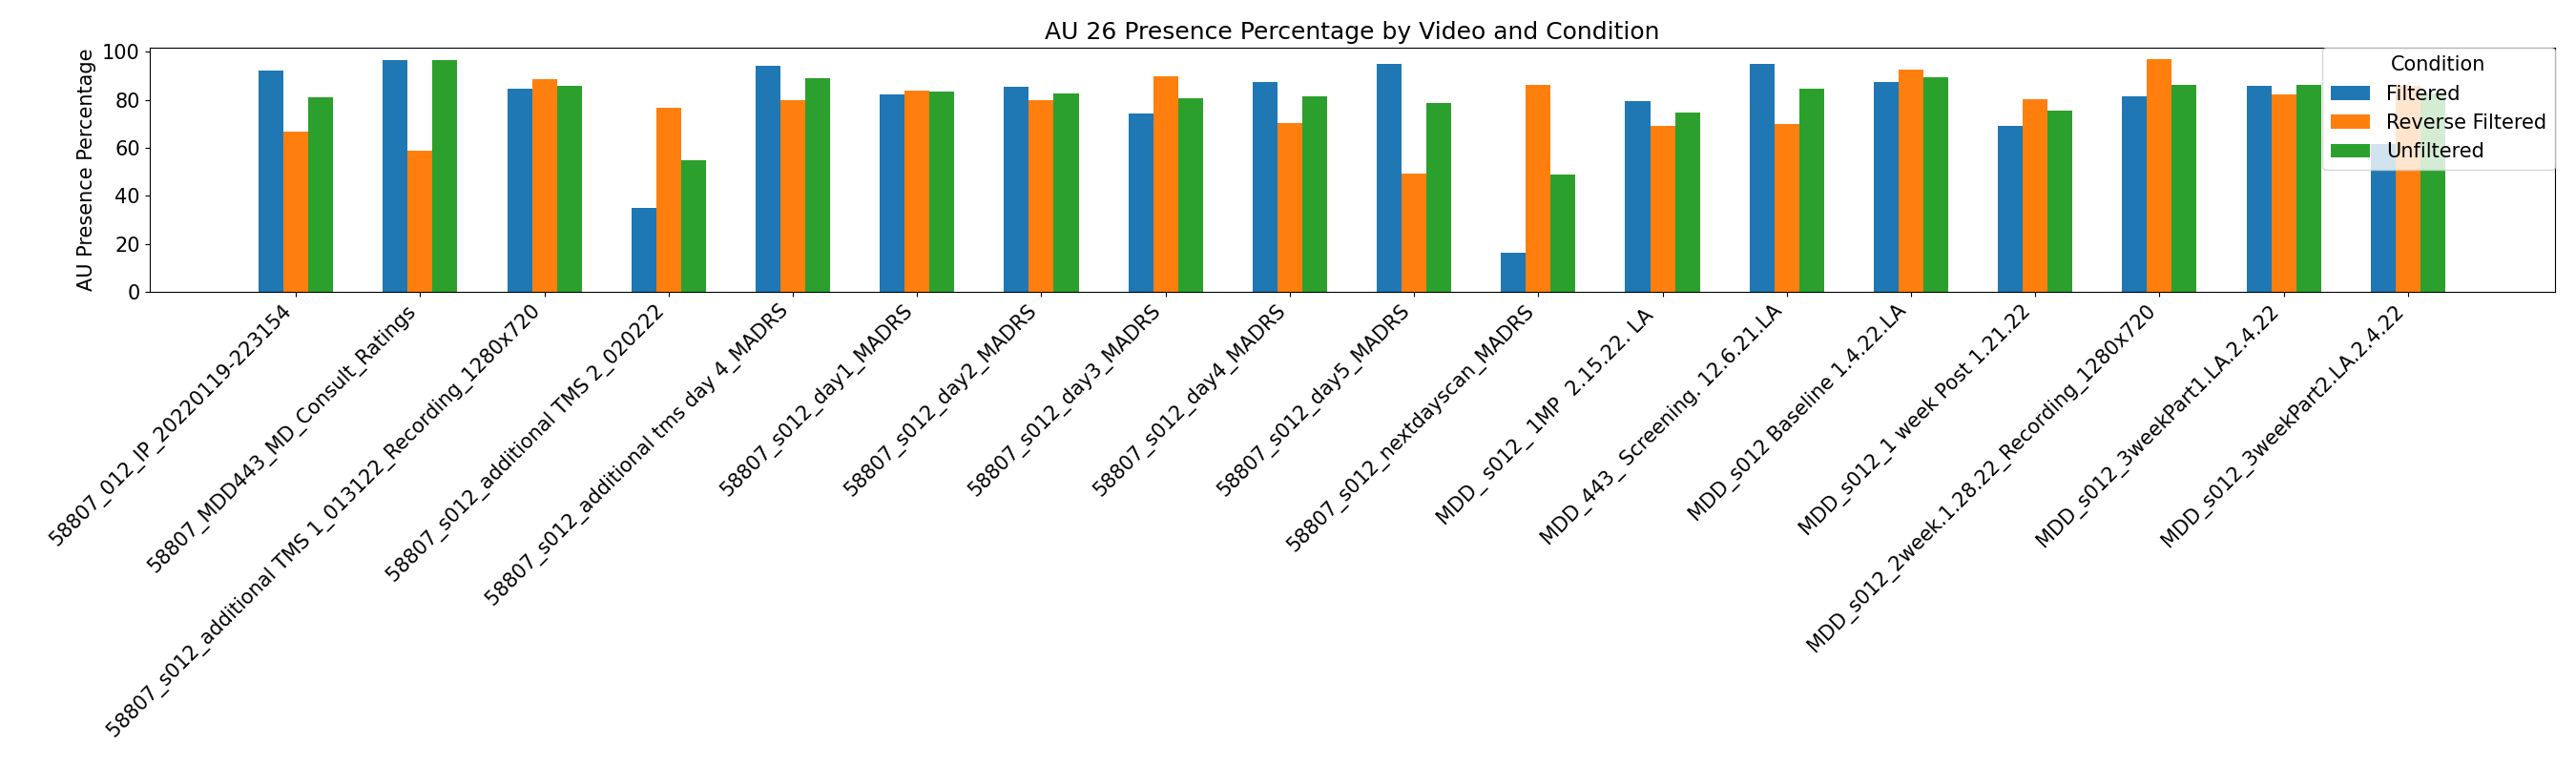 AU 26 Presence Percentage by Video and Condition
AU Presence Percentage
100
80
60
40
20
0
Condition
Filtered
Reverse Filtered
Unfiltered
58807_012_IP_20220119-223154
58807_MDD443_MD_Consult_Ratings
58807_s012_additional TMS 1_013122_Recording_1280x720
58807_s012_additional TMS 2_020222
58807_s012_additional tms day 4_MADRS
58807_s012_day1_MADRS
58807_s012_day2_MADRS
58807_s012_day3_MADRS
58807_s012_day4_MADRS
58807_s012_day5_MADRS
58807_s012_nextdayscan_MADRS
MDD_ s012_ 1MP  2.15.22. LA
MDD_443_ Screening. 12.6.21.LA
MDD_s012 Baseline 1.4.22.LA
MDD_s012_1 week Post 1.21.22
MDD_s012_2week.1.28.22_Recording_1280x720
MDD_s012_3weekPart1.LA.2.4.22
MDD_s012_3weekPart2.LA.2.4.22